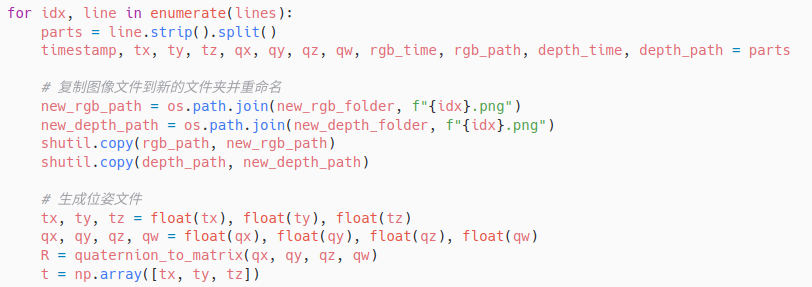 for idx, line in enumerate(lines):
    parts = line.strip().split()
    timestamp, tx, ty, tz, qx, qy, qz, qw, rgb_time, rgb_path, depth_time, depth_path = parts

    # 复制图像文件到新的文件夹并重命名
    new_rgb_path = os.path.join(new_rgb_folder, f"{idx}.png")
    new_depth_path = os.path.join(new_depth_folder, f"{idx}.png")
    shutil.copy(rgb_path, new_rgb_path)
    shutil.copy(depth_path, new_depth_path)

    # 生成位姿文件
    tx, ty, tz = float(tx), float(ty), float(tz)
    qx, qy, qz, qw = float(qx), float(qy), float(qz), float(qw)
    R = quaternion_to_matrix(qx, qy, qz, qw)
    t = np.array([tx, ty, tz])